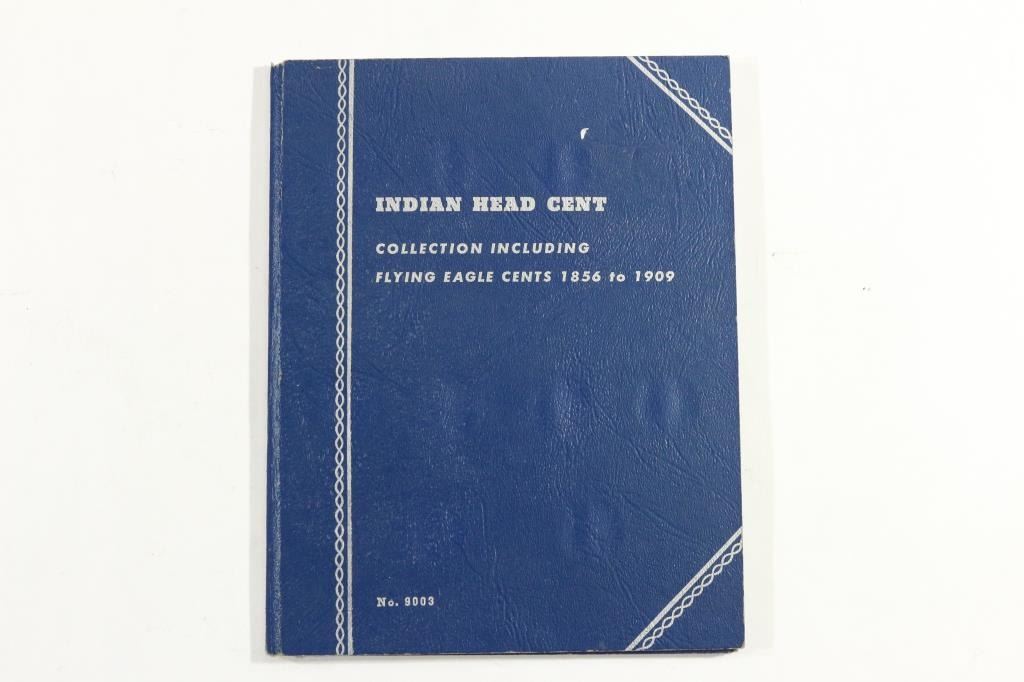 INDIAN HEAD CENT
COLLECTION INCLUDING
FLYING EAGLE CENTS 1856 to 1909
No. 9003